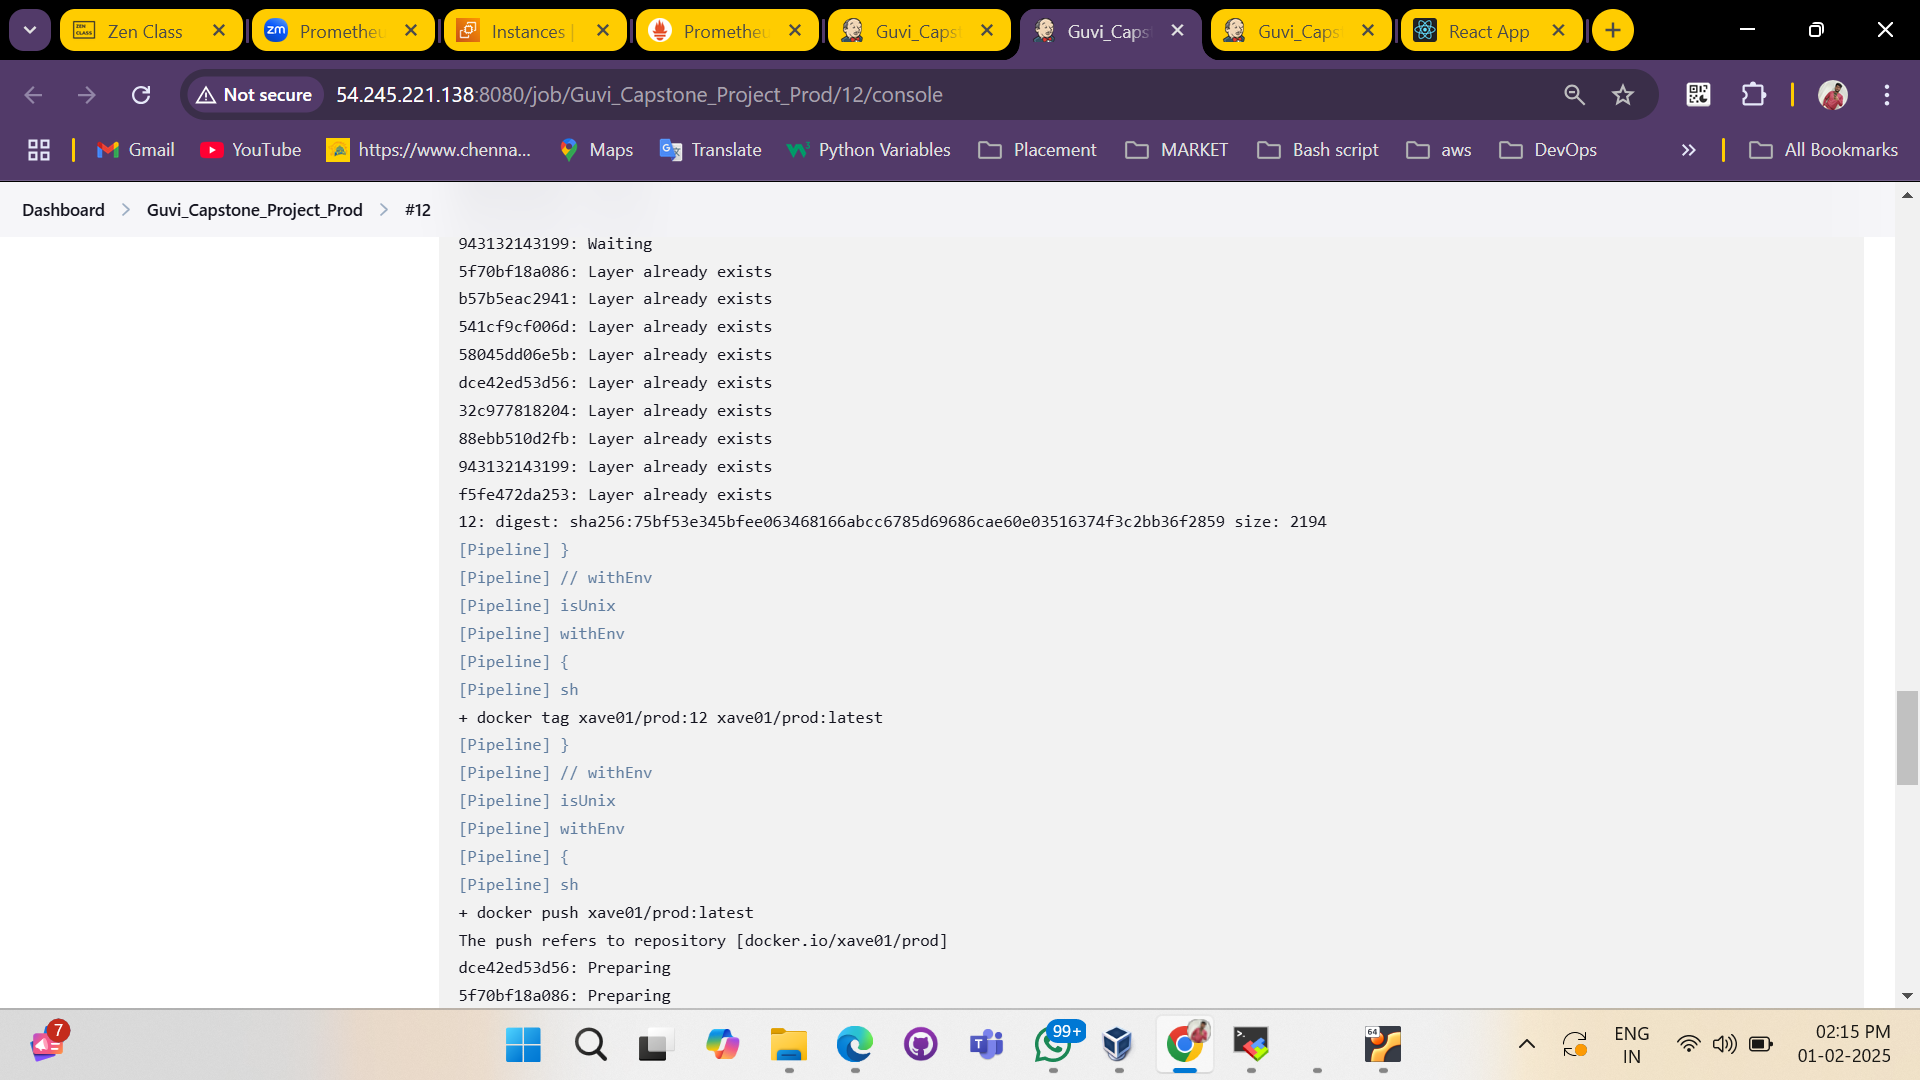 Zen Class
zm Prometheu
Instances |
Prometheu
Guvi_Capst
Guvi_Caps
Guvi_Caps
React App
Not secure
54.245.221.138:8080/job/Guvi_Capstone_Project_Prod/12/console
Gmail
YouTube
https://www.chenna...
Maps
Translate
Python Variables
Placement
MARKET
Bash script
aws
DevOps
All Bookmarks
Dashboard
Guvi_Capstone_Project_Prod
#12
943132143199: Waiting
5f70bf18a086: Layer already exists
b57b5eac2941: Layer already exists
541cf9cf006d: Layer already exists
58045dd06e5b: Layer already exists
dce42ed53d56: Layer already exists
32c977818204: Layer already exists
88ebb510d2fb: Layer already exists
943132143199: Layer already exists
f5fe472da253: Layer already exists
12: digest: sha256:75bf53e345bfee063468166abcc6785d69686cae60e03516374f3c2bb36f2859 size: 2194
[Pipeline] }
[Pipeline] // withEnv
[Pipeline] isUnix
[Pipeline] withEnv
[Pipeline] {
[Pipeline] sh
+ docker tag xave01/prod:12 xave01/prod:latest
[Pipeline] }
[Pipeline] // withEnv
[Pipeline] isUnix
[Pipeline] withEnv
[Pipeline] {
[Pipeline] sh
+ docker push xave01/prod:latest
The push refers to repository [docker.io/xave01/prod]
dce42ed53d56: Preparing
5f70bf18a086: Preparing
7
99+
64
ENG
IN
02:15 PM
01-02-2025